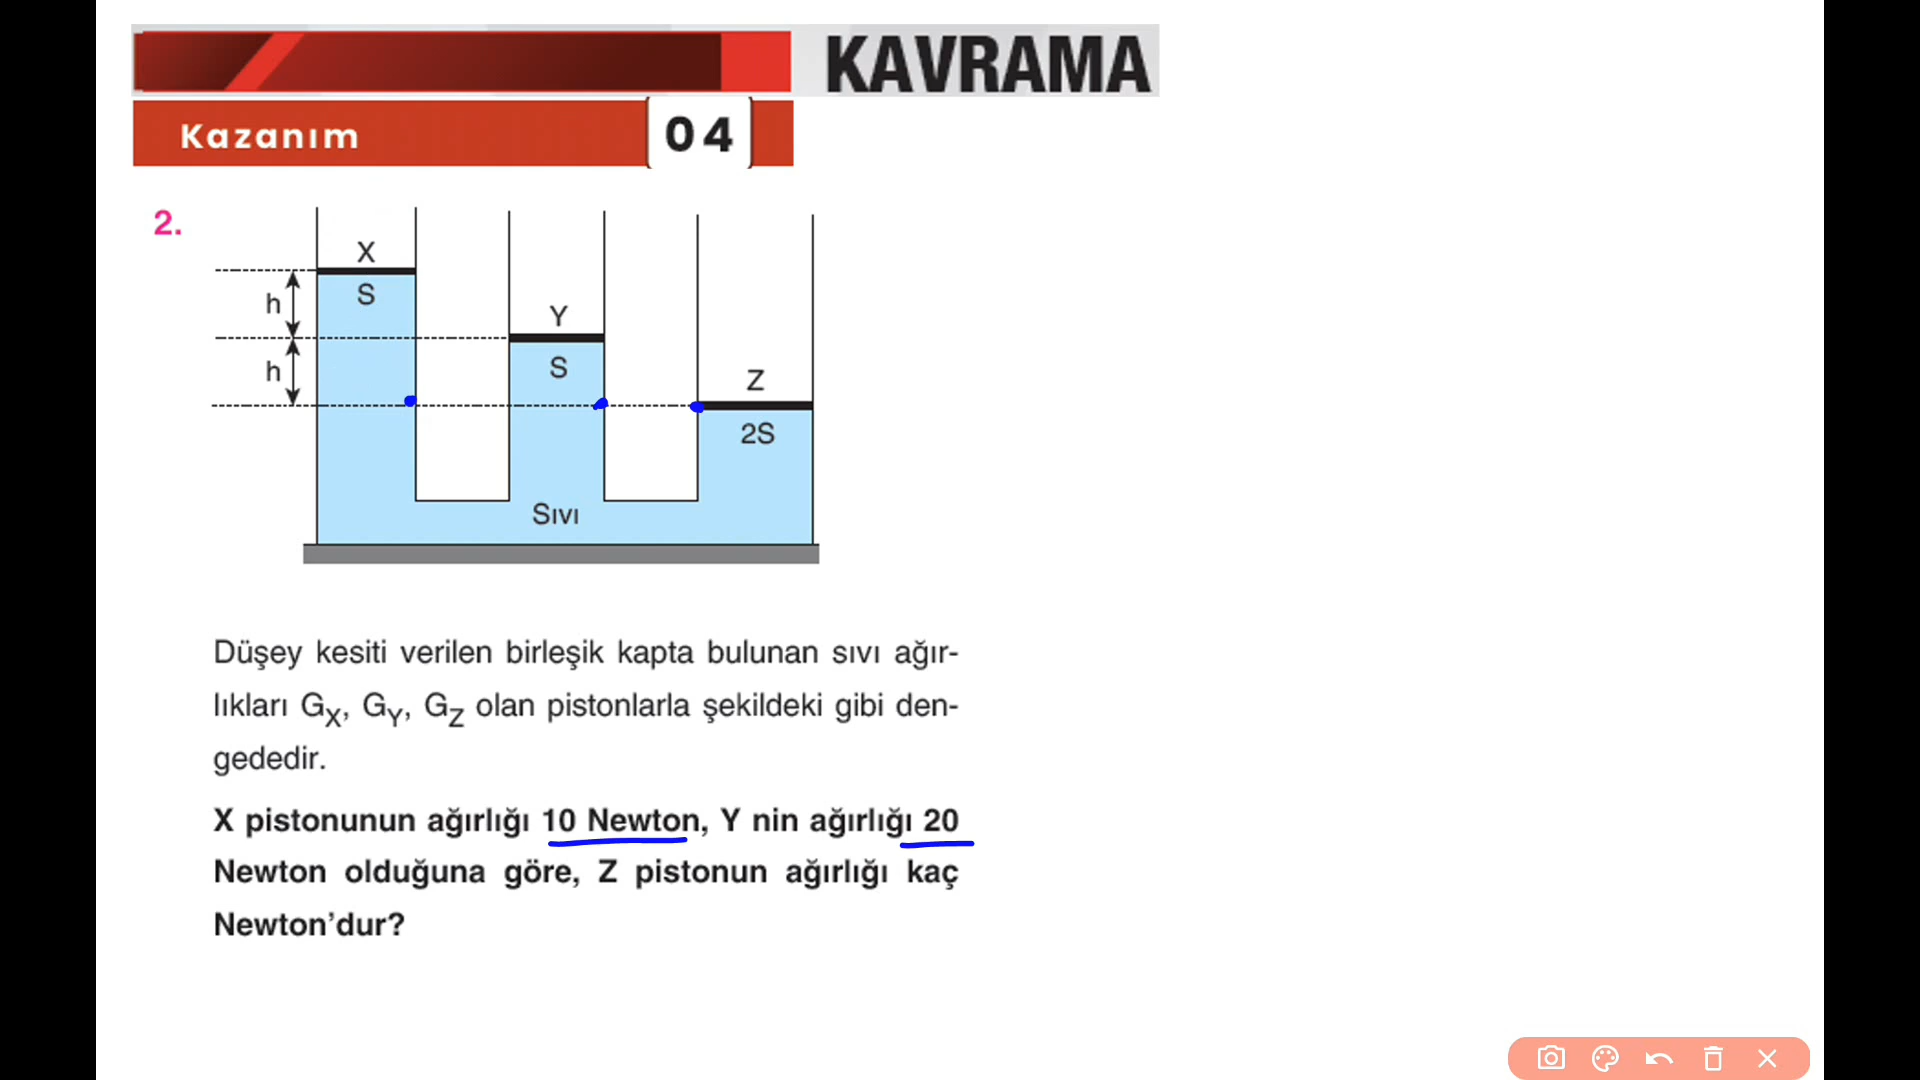 KAVRAMA
Kazanım 04
2.
X
S
h
Y
S
h
Z
2S
Sıvı
Düşey kesiti verilen birleşik kapta bulunan sıvı ağır-
lıkları GX, GY, GZ olan pistonlarla şekildeki gibi den-
gededir.
X pistonunun ağırlığı 10 Newton, Y nin ağırlığı 20
Newton olduğuna göre, Z pistonun ağırlığı kaç
Newton'dur?